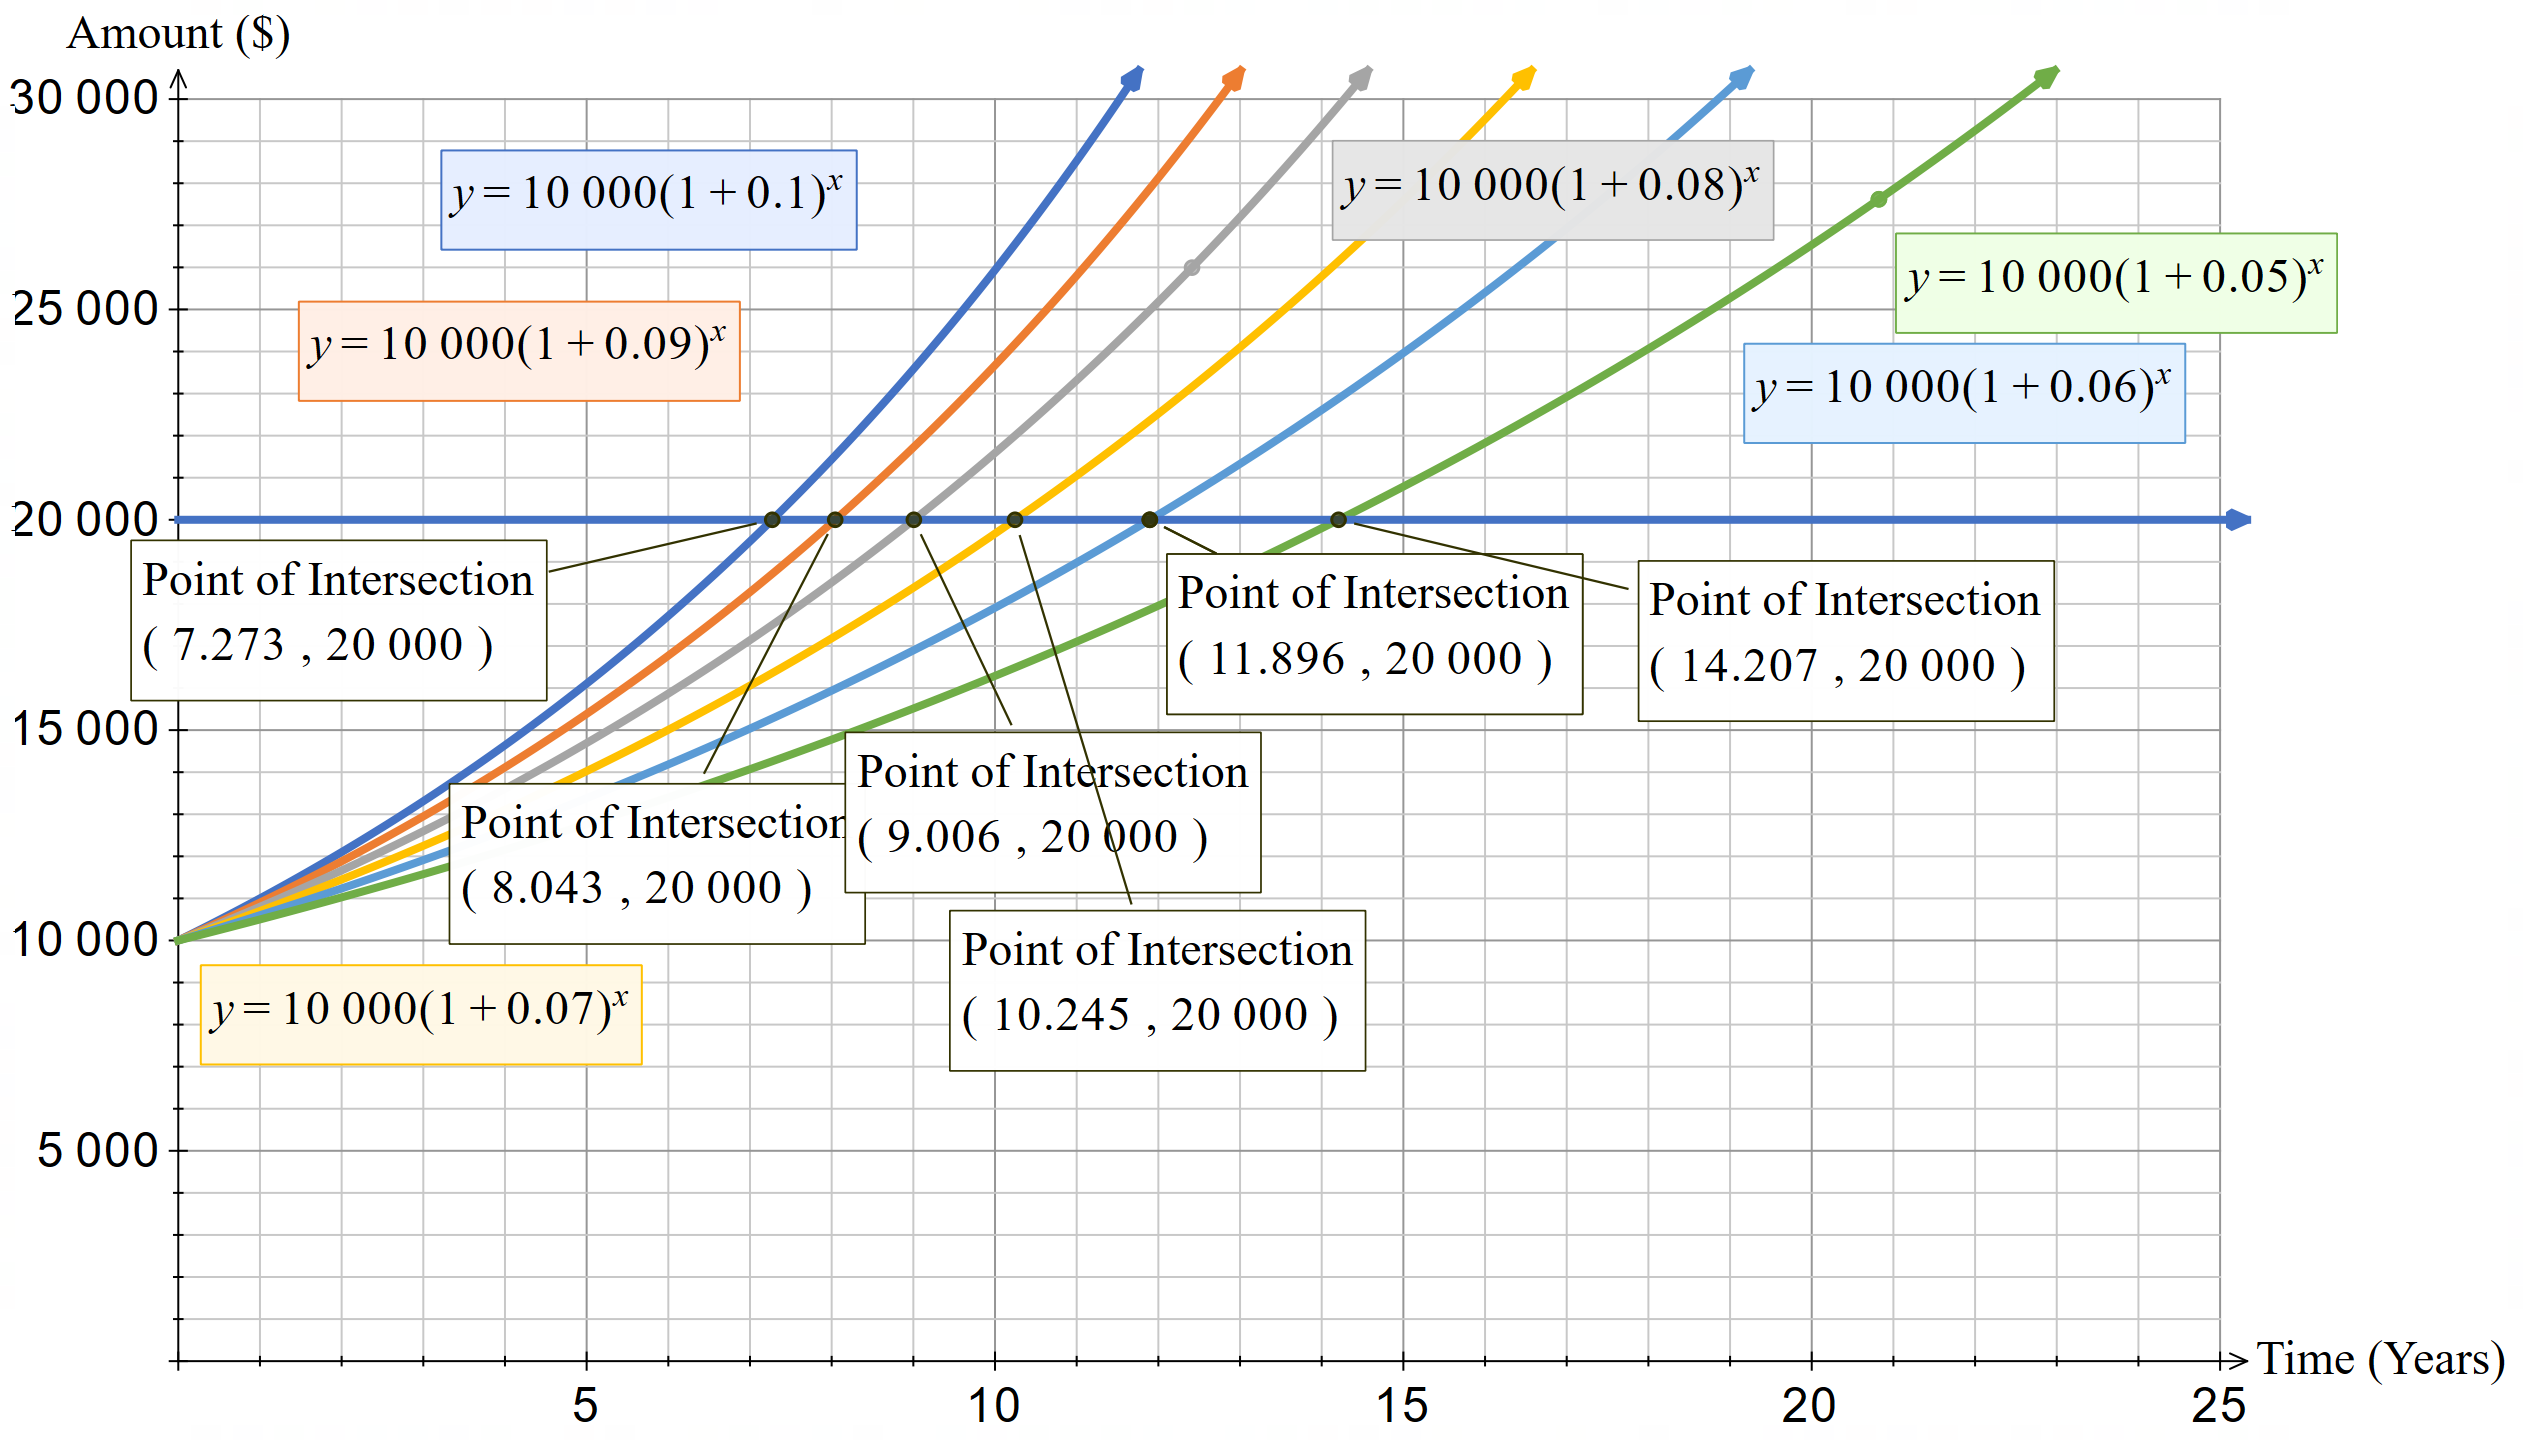 Amount ($)
30 000
y = 10 000(1 + 0.1)^x
y = 10 000(1 + 0.08)^x
y = 10 000(1 + 0.05)^x
25 000
y = 10 000(1 + 0.09)^x
y = 10 000(1 + 0.06)^x
20 000
Point of Intersection
( 7.273 , 20 000 )
Point of Intersection
( 11.896 , 20 000 )
Point of Intersection
( 14.207 , 20 000 )
15 000
Point of Intersection
( 8.043 , 20 000 )
Point of Intersection
( 9.006 , 20 000 )
10 000
Point of Intersection
( 10.245 , 20 000 )
y = 10 000(1 + 0.07)^x
5 000
Time (Years)
5
10
15
20
25